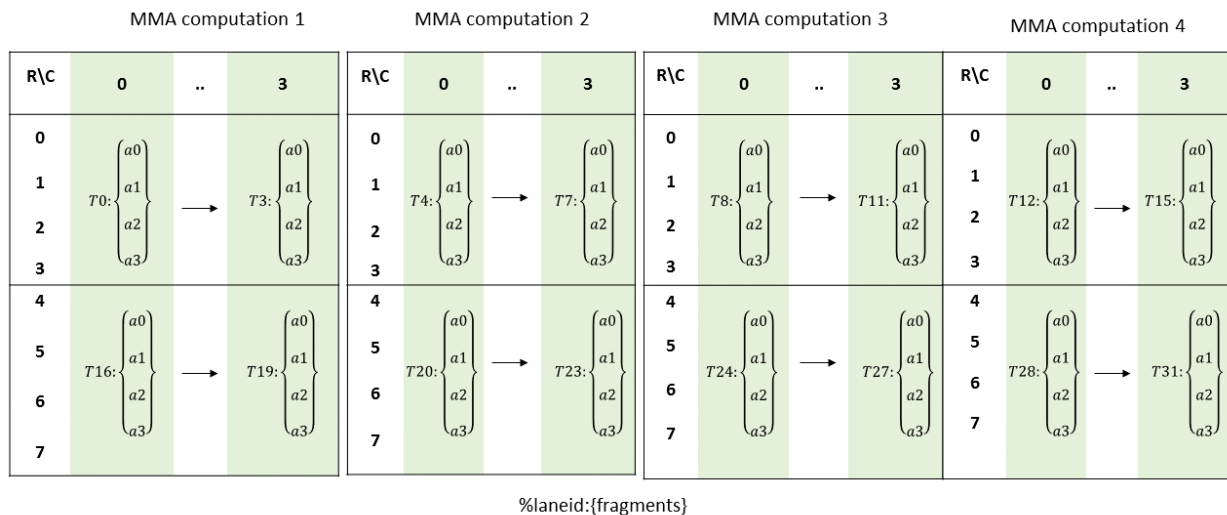 MMA computation 1 MMA computation 2 MMA computation 3 MMA computation 4
R\C 0 .. 3 R\C 0 .. 3 R\C 0 .. 3 R\C 0 .. 3
0 a0 a0 0 a0 a0 0 a0 a0 0 a0 a0
1 a1 a1 1 a1 a1 1 a1 a1 1 a1 a1
T0: T3: T4: T7: T8: T11: T12: T15:
2 a2 a2 2 a2 a2 2 a2 a2 2 a2 a2
3 a3 a3 3 a3 a3 3 a3 a3 3 a3 a3
4 a0 a0 4 a0 a0 4 a0 a0 4 a0 a0
5 a1 a1 5 a1 a1 5 a1 a1 5 a1 a1
T16: T19: T20: T23: T24: T27: T28: T31:
6 a2 a2 6 a2 a2 6 a2 a2 6 a2 a2
7 a3 a3 7 a3 a3 7 a3 a3 7 a3 a3
%laneid:{fragments}